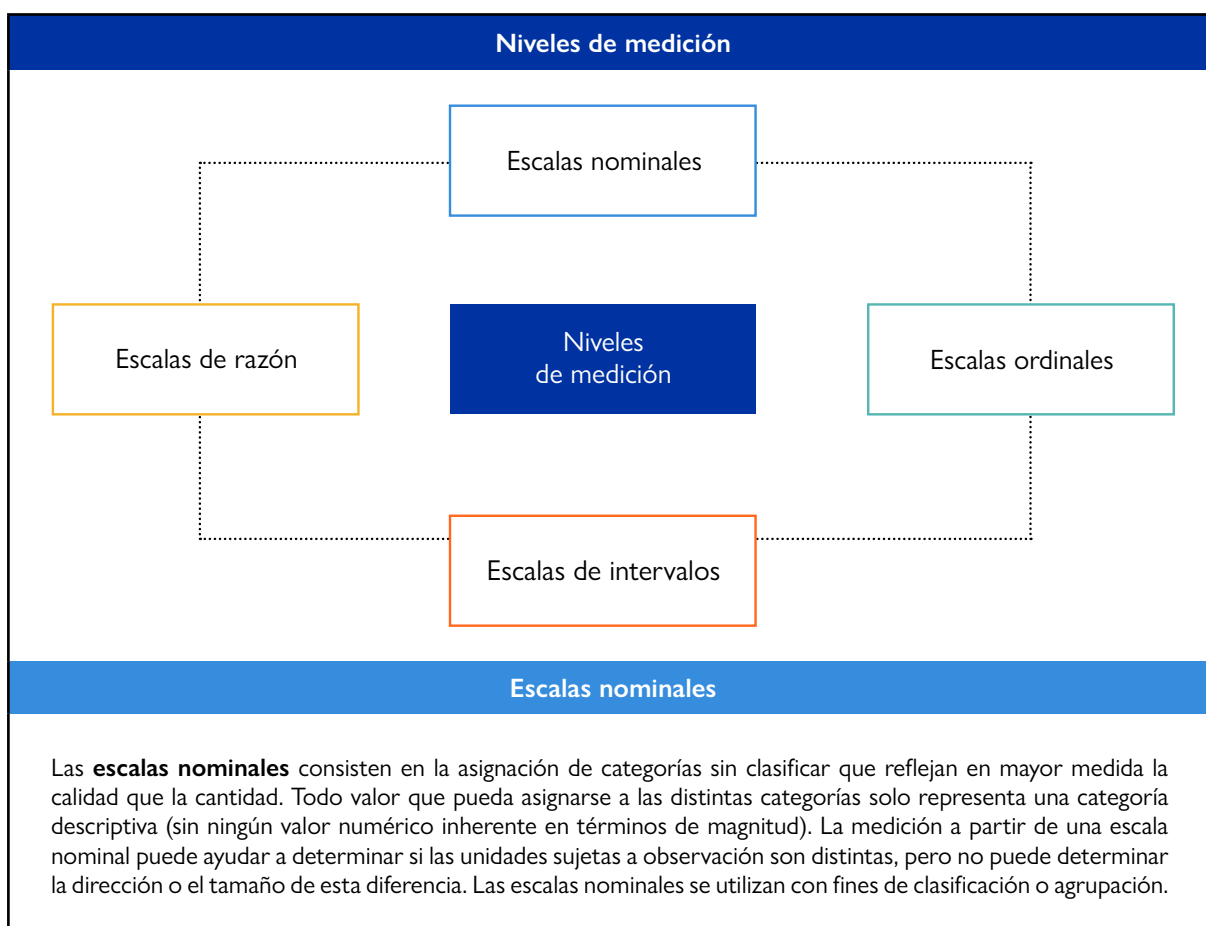 Niveles de medición
Escalas nominales
Escalas de razón
Niveles
de medición
Escalas ordinales
Escalas de intervalos
Escalas nominales
Las escalas nominales consisten en la asignación de categorías sin clasificar que reflejan en mayor medida la
calidad que la cantidad. Todo valor que pueda asignarse a las distintas categorías solo representa una categoría
descriptiva (sin ningún valor numérico inherente en términos de magnitud). La medición a partir de una escala
nominal puede ayudar a determinar si las unidades sujetas a observación son distintas, pero no puede determinar
la dirección o el tamaño de esta diferencia. Las escalas nominales se utilizan con fines de clasificación o agrupación.